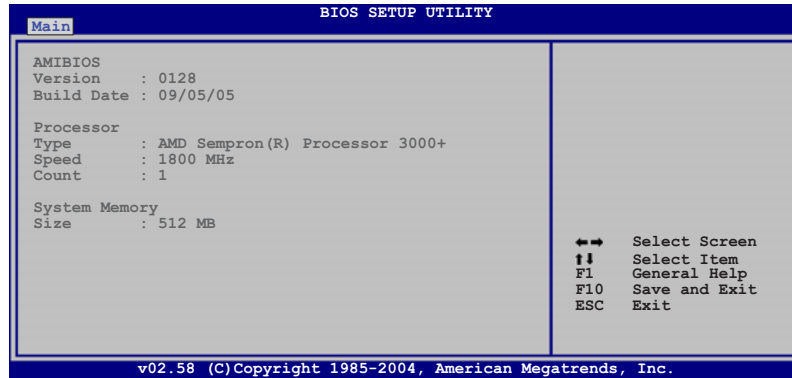 BIOS SETUP UTILITY
Main
AMIBIOS
Version : 0128
Build Date : 09/05/05
Processor
Type : AMD Sempron(R) Processor 3000+
Speed : 1800 MHz
Count : 1
System Memory
Size : 512 MB
←→ Select Screen
↑↓ Select Item
F1 General Help
F10 Save and Exit
ESC Exit
v02.58 (C)Copyright 1985-2004, American Megatrends, Inc.